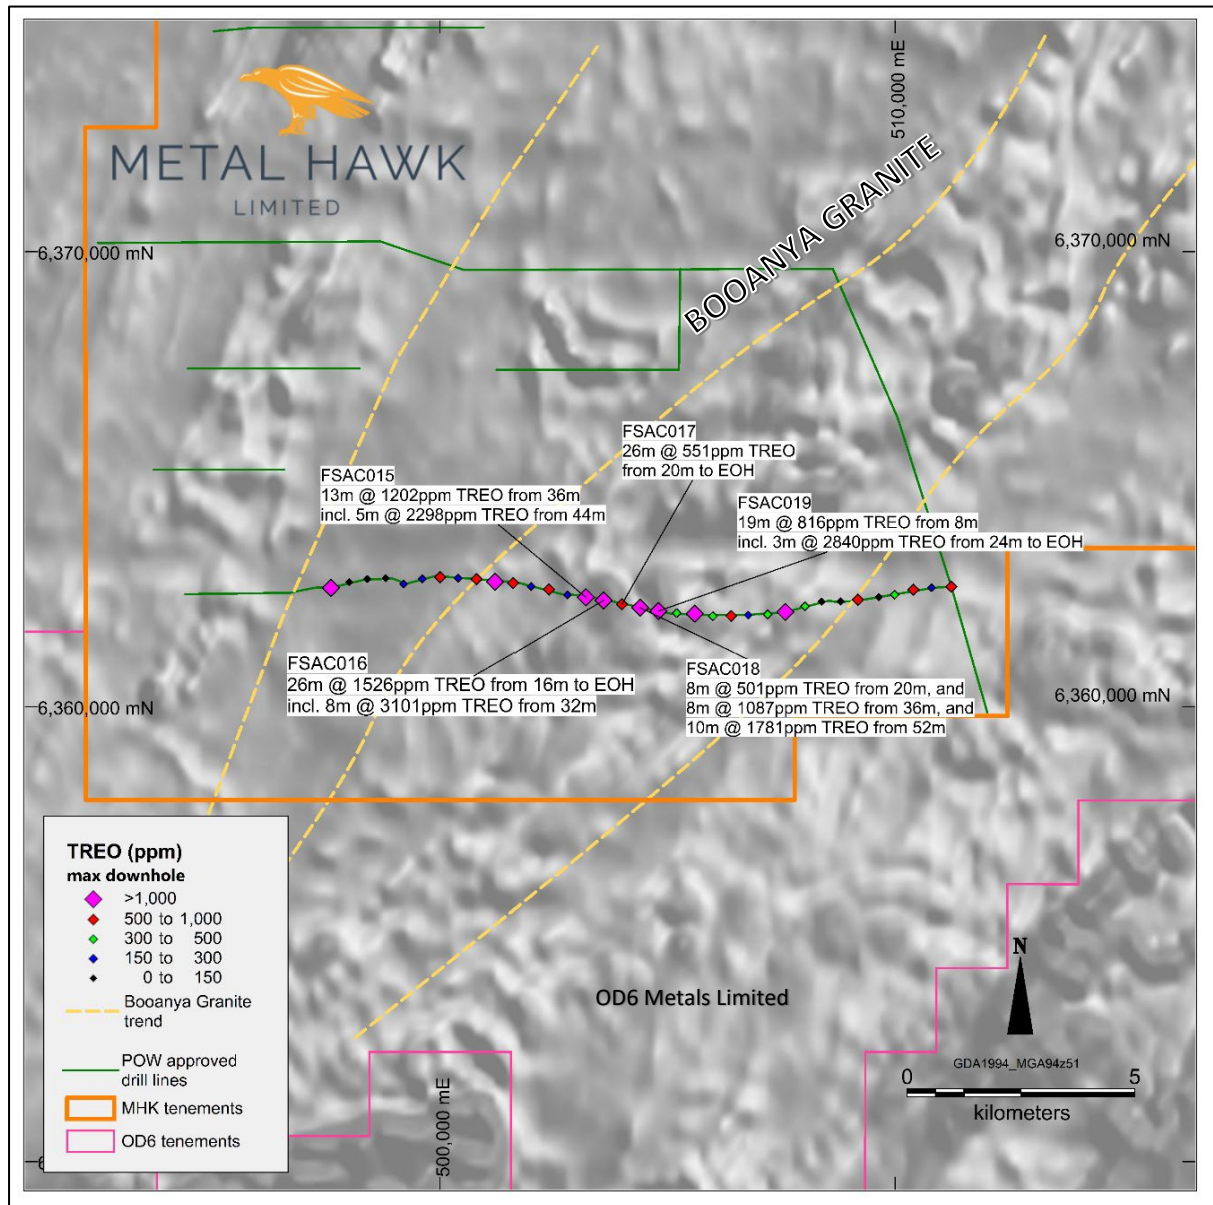 METAL HAWK
LIMITED
510,000 mE
BOOANYA GRANITE
6,370,000 mN
6,370,000 mN
FSAC017
26m @ 551ppm TREO
from 20m to EOH
FSAC015
13m @ 1202ppm TREO from 36m
incl. 5m @ 2298ppm TREO from 44m
FSAC019
19m @ 816ppm TREO from 8m
incl. 3m @ 2840ppm TREO from 24m to EOH
FSAC016
26m @ 1526ppm TREO from 16m to EOH
incl. 8m @ 3101ppm TREO from 32m
FSAC018
8m @ 501ppm TREO from 20m, and
8m @ 1087ppm TREO from 36m, and
10m @ 1781ppm TREO from 52m
6,360,000 mN
6,360,000 mN
TREO (ppm)
max downhole
>1,000
500 to 1,000
300 to 500
150 to 300
0 to 150
Booanya Granite
trend
POW approved
drill lines
MHK tenements
OD6 tenements
OD6 Metals Limited
500,000 mE
N
GDA1994_MGA94z51
0 5
kilometers